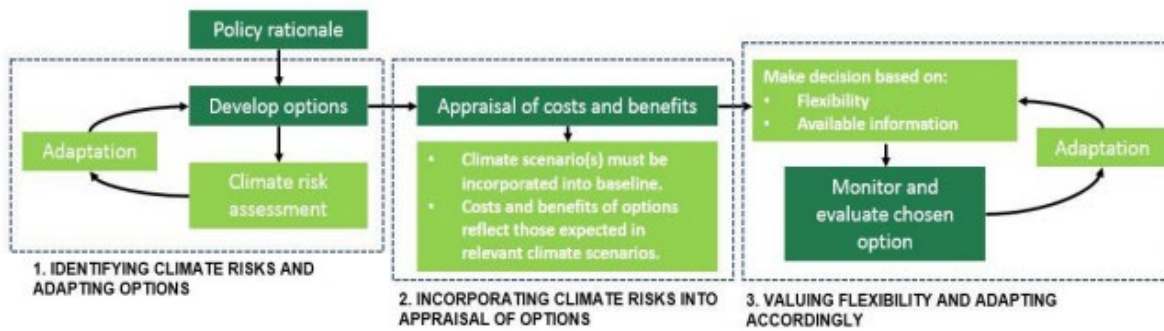 Policy rationale
Develop options
Adaptation
Climate risk
assessment
1. IDENTIFYING CLIMATE RISKS AND
ADAPTING OPTIONS
Appraisal of costs and benefits
• Climate scenario(s) must be
incorporated into baseline.
• Costs and benefits of options
reflect those expected in
relevant climate scenarios.
2. INCORPORATING CLIMATE RISKS INTO
APPRAISAL OF OPTIONS
Make decision based on:
• Flexibility
• Available information
Adaptation
Monitor and
evaluate chosen
option
3. VALUING FLEXIBILITY AND ADAPTING
ACCORDINGLY